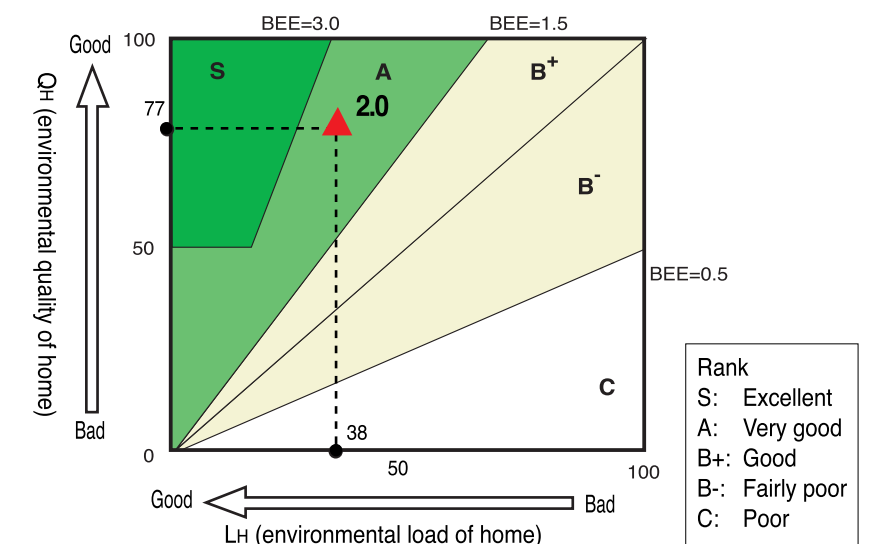 BEE=3.0
BEE=1.5
Good
100
S
A
B+
2.0
77
QH (environmental quality of home)
B-
50
BEE=0.5
C
Bad
38
0
50
100
Good
Bad
LH (environmental load of home)
Rank
S: Excellent
A: Very good
B+: Good
B-: Fairly poor
C: Poor